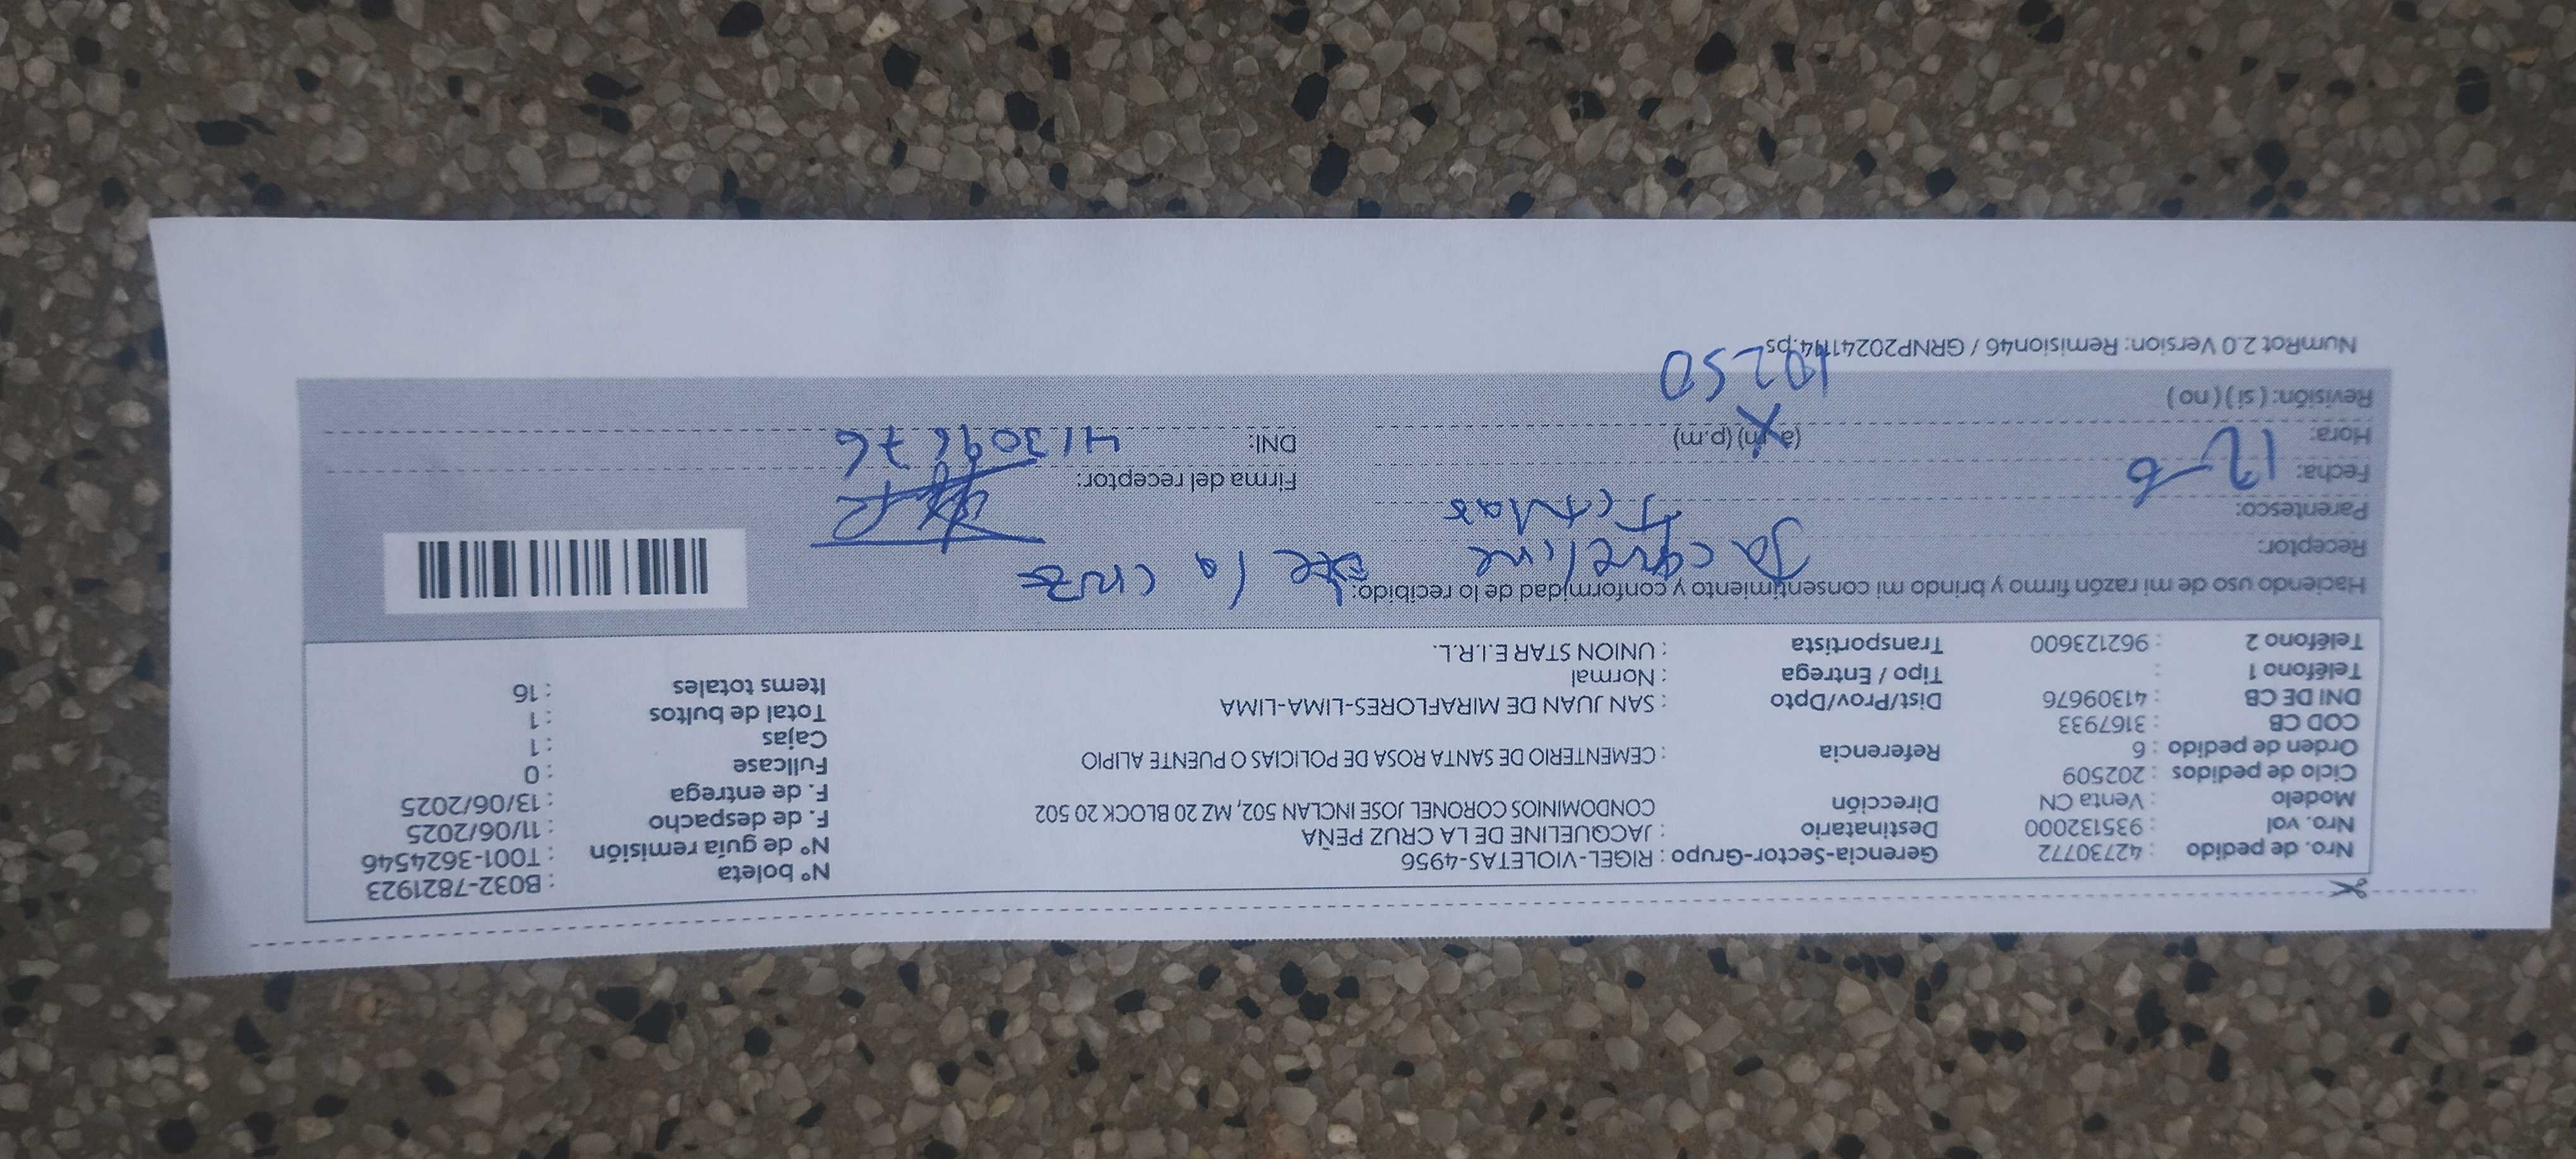 Nro. de pedido : 42730772 Gerencia-Sector-Grupo : RIGEL-VIOLETAS-4956 N° boleta : B032-7821923
Nro. vol : 935132000 Destinatario : JACQUELINE DE LA CRUZ PEÑA N° de guía remisión : T001-3624546
Modelo : Venta CN Dirección CONDOMINIOS CORONEL JOSE INCLAN 502, MZ 20 BLOCK 20 502 F. de despacho : 11/06/2025
Ciclo de pedidos : 202509 F. de entrega : 13/06/2025
Orden de pedido : 6 Referencia : CEMENTERIO DE SANTA ROSA DE POLICIAS O PUENTE ALIPIO Fullcase : 0
COD CB : 3167933 Cajas : 1
DNI DE CB : 41309676 Dist/Prov/Dpto : SAN JUAN DE MIRAFLORES-LIMA-LIMA Total de bultos : 1
Teléfono 1 : Tipo / Entrega : Normal Items totales : 16
Teléfono 2 : 962123600 Transportista : UNION STAR E.I.R.L.
Haciendo uso de mi razón firmo y brindo mi consentimiento y conformidad de lo recibido:
Receptor: Jacqueline de la cruz
Parentesco: titular
Fecha: 12-6 Firma del receptor:
Hora: (a.m) (p.m) DNI: 41309676
Revisión: ( si ) ( no ) 10250
NumRot 2.0 Version: Remision46 / GRNP20241114.ps